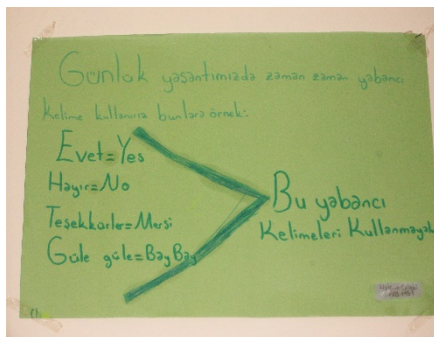 Günlük yaşantımızda zaman zaman yabancı
Kelime kullanırız bunlara örnek:
Evet=Yes
Hayır=No
Teşekkürler=Mersi
Güle güle=Bay Bay
Bu yabancı
Kelimeleri Kullanmayalı